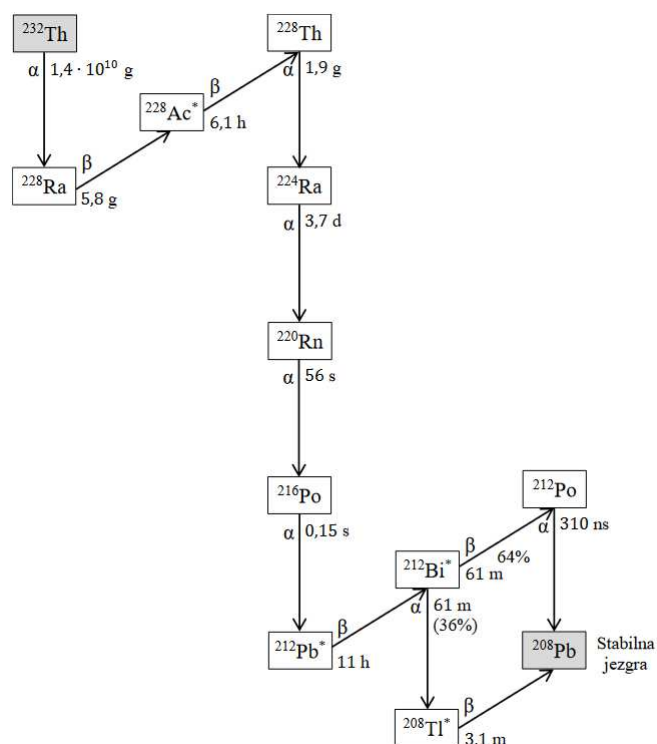 ²³²Th
²²⁸Th
α 1,4 · 10¹⁰ g
α 1,9 g
β
²²⁸Ac*
6,1 h
β
²²⁸Ra
5,8 g
²²⁴Ra
α 3,7 d
²²⁰Rn
α 56 s
²¹⁶Po
²¹²Po
α 0,15 s
α 310 ns
β 64%
²¹²Bi*
61 m
α 61 m
(36%)
β
²¹²Pb*
11 h
²⁰⁸Pb
Stabilna
jezgra
β
²⁰⁸Tl*
3,1 m